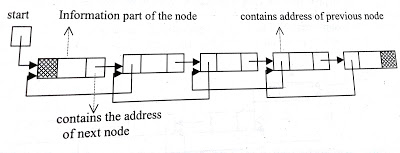 start
Information part of the node
contains address of previous node
contains the address
of next node